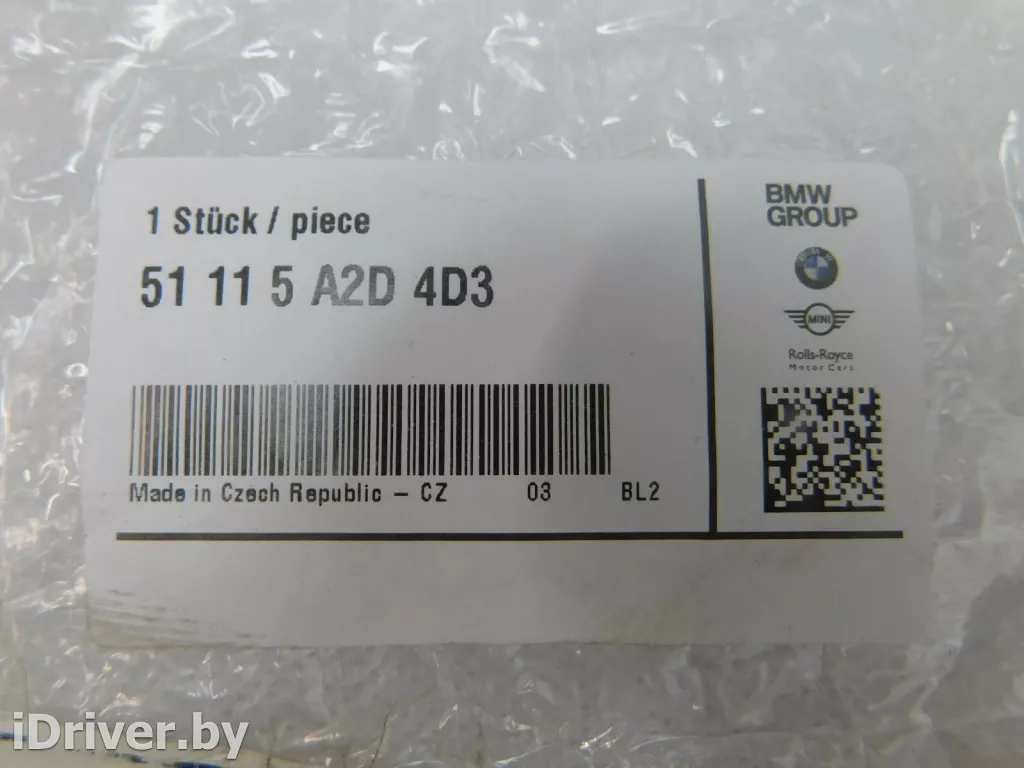 1 Stück / piece
51 11 5 A2D 4D3
Made in Czech Republic – CZ 03 BL2
BMW
GROUP
MINI
Rolls-Royce
Motor Cars
iDriver.by